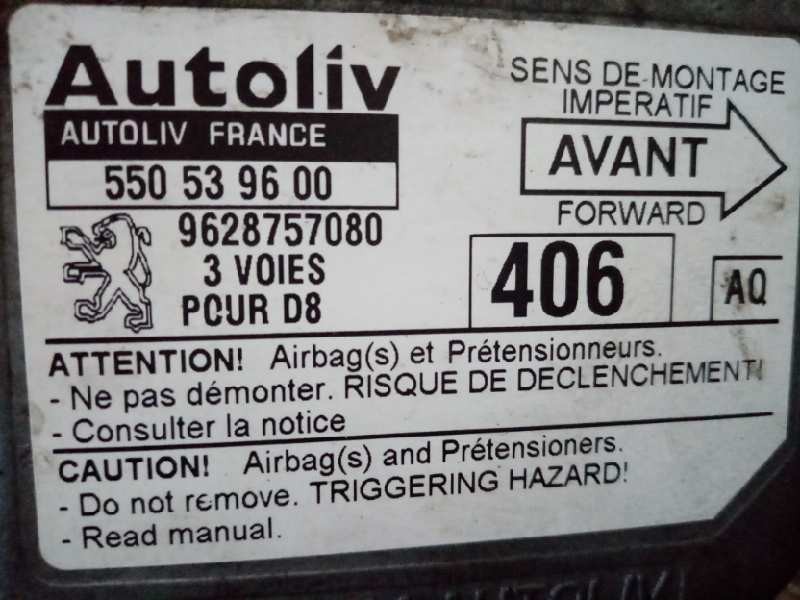 Autoliv
AUTOLIV FRANCE
550 53 96 00
9628757080
3 VOIES
POUR D8
SENS DE-MONTAGE
IMPERATIF
AVANT
FORWARD
406
AQ
ATTENTION! Airbag(s) et Prétensionneurs.
- Ne pas démonter. RISQUE DE DECLENCHEMENT!
- Consulter la notice
CAUTION! Airbag(s) and Prétensioners.
- Do not remove. TRIGGERING HAZARD!
- Read manual.
AUTOLIV